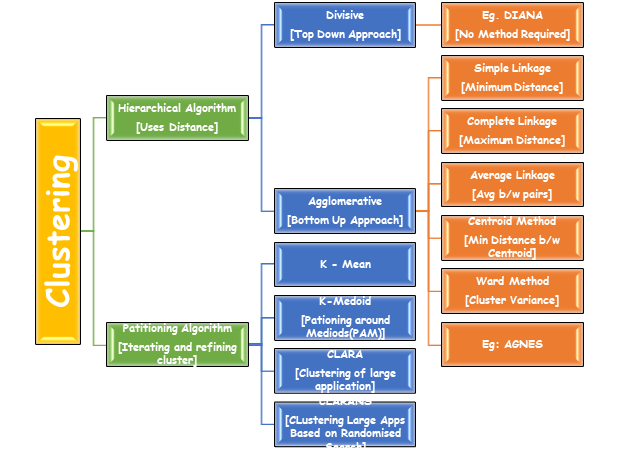 Clustering
Hierarchical Algorithm
[Uses Distance]
Patitioning Algorithm
[Iterating and refining
cluster]
Divisive
[Top Down Approach]
Agglomerative
[Bottom Up Approach]
K - Mean
K-Medoid
[Pationing around
Mediods(PAM)]
CLARA
[Clustering of large
application]
CLARANS
[CLustering Large Apps
Based on Randomised
Search]
Eg. DIANA
[No Method Required]
Simple Linkage
[Minimum Distance]
Complete Linkage
[Maximum Distance]
Average Linkage
[Avg b/w pairs]
Centroid Method
[Min Distance b/w
Centroid]
Ward Method
[Cluster Variance]
Eg: AGNES